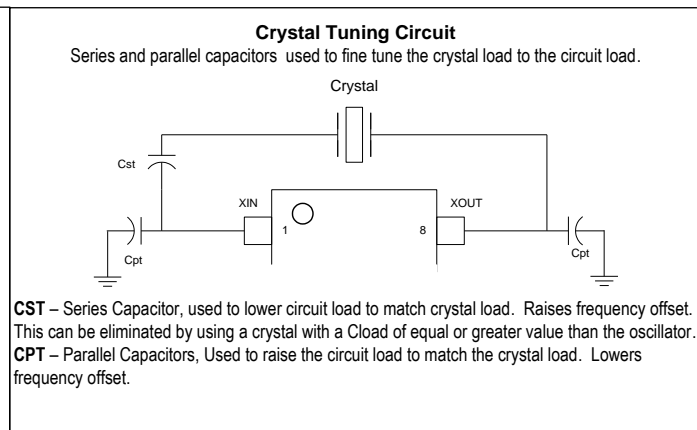 Crystal Tuning Circuit
Series and parallel capacitors used to fine tune the crystal load to the circuit load.
Crystal
Cst
XIN
XOUT
1
8
Cpt
Cpt
CST – Series Capacitor, used to lower circuit load to match crystal load. Raises frequency offset.
This can be eliminated by using a crystal with a Cload of equal or greater value than the oscillator.
CPT – Parallel Capacitors, Used to raise the circuit load to match the crystal load. Lowers
frequency offset.